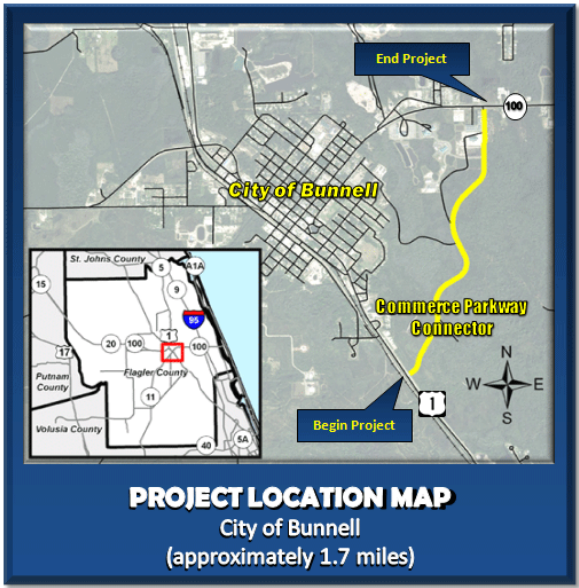 End Project
100
City of Bunnell
Commerce Parkway
Connector
N
W
E
S
1
Begin Project
St. Johns County
5
A1A
15
9
95
1
20
100
100
17
Putnam
County
Flagler County
11
Volusia County
40
5A
PROJECT LOCATION MAP
City of Bunnell
(approximately 1.7 miles)